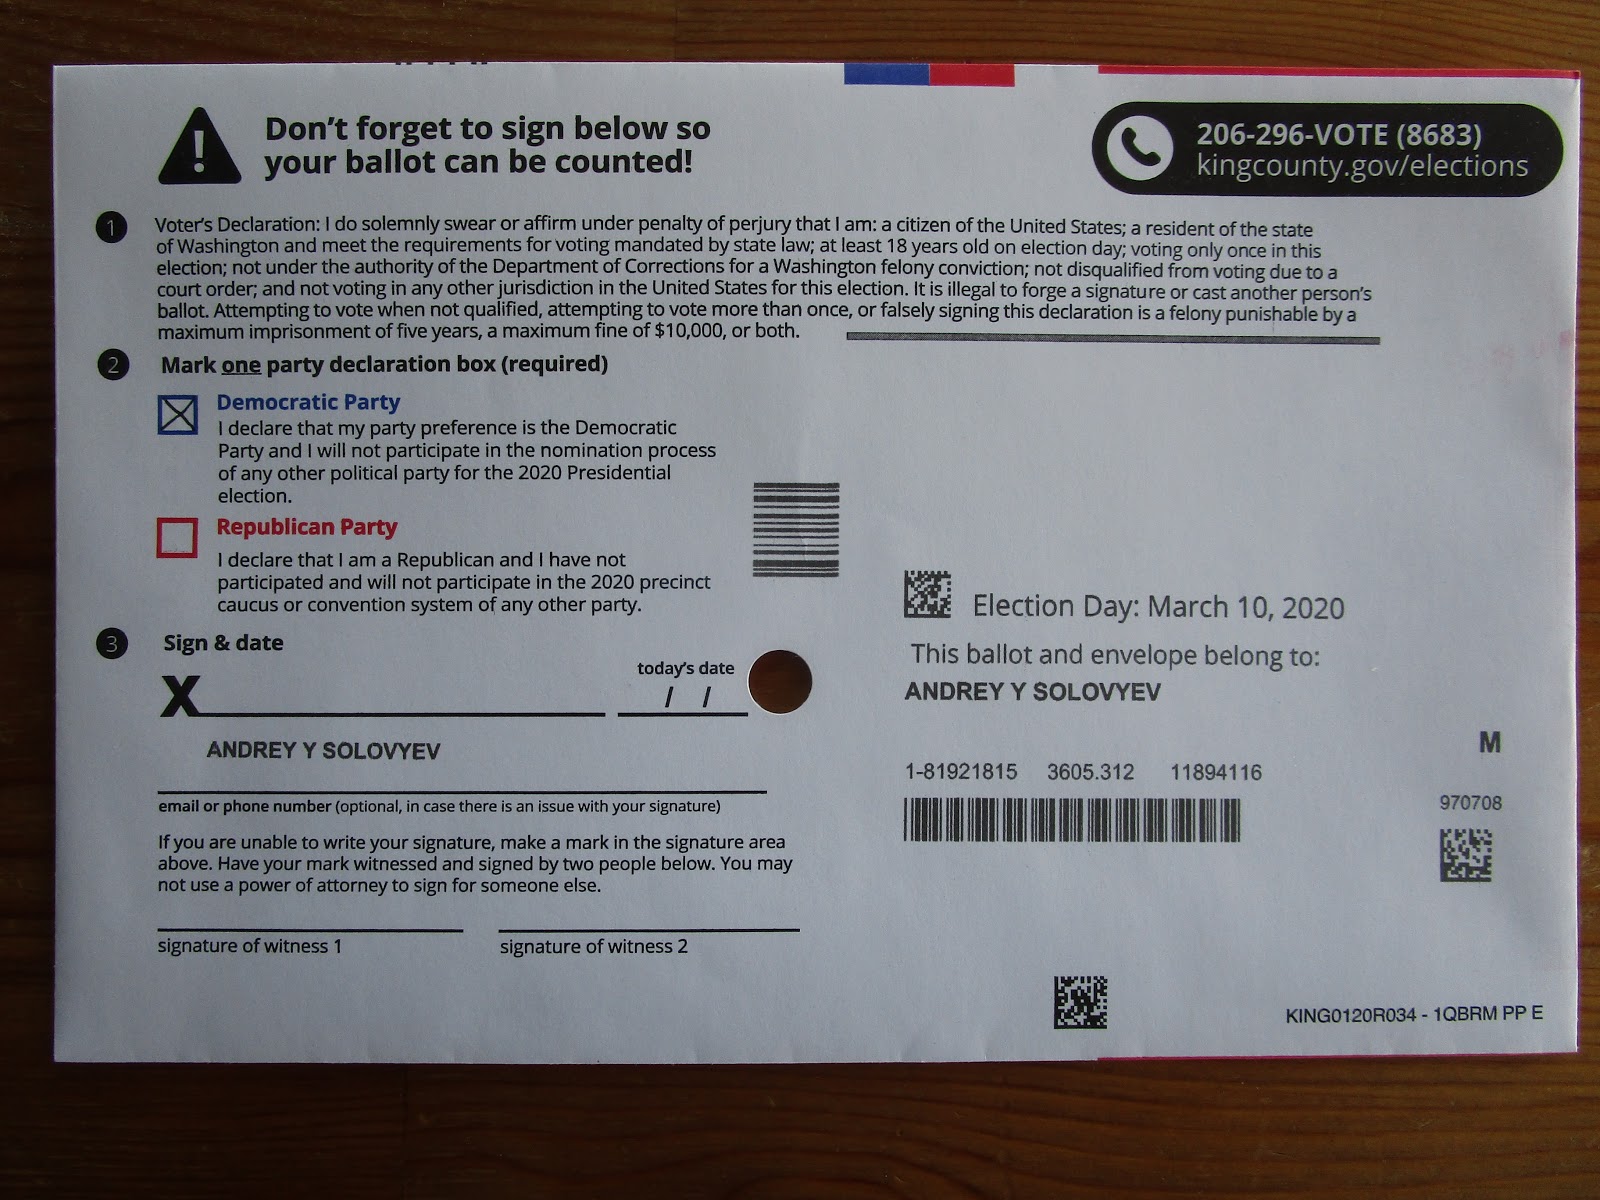 Don't forget to sign below so
your ballot can be counted!
206-296-VOTE (8683)
kingcounty.gov/elections
1
Voter's Declaration: I do solemnly swear or affirm under penalty of perjury that I am: a citizen of the United States; a resident of the state
of Washington and meet the requirements for voting mandated by state law; at least 18 years old on election day; voting only once in this
election; not under the authority of the Department of Corrections for a Washington felony conviction; not disqualified from voting due to a
court order; and not voting in any other jurisdiction in the United States for this election. It is illegal to forge a signature or cast another person's
ballot. Attempting to vote when not qualified, attempting to vote more than once, or falsely signing this declaration is a felony punishable by a
maximum imprisonment of five years, a maximum fine of $10,000, or both.
2
Mark one party declaration box (required)
Democratic Party
I declare that my party preference is the Democratic
Party and I will not participate in the nomination process
of any other political party for the 2020 Presidential
election.
Republican Party
I declare that I am a Republican and I have not
participated and will not participate in the 2020 precinct
caucus or convention system of any other party.
3
Sign & date
today's date
X
/ /
ANDREY Y SOLOVYEV
email or phone number (optional, in case there is an issue with your signature)
If you are unable to write your signature, make a mark in the signature area
above. Have your mark witnessed and signed by two people below. You may
not use a power of attorney to sign for someone else.
signature of witness 1
signature of witness 2
Election Day: March 10, 2020
This ballot and envelope belong to:
ANDREY Y SOLOVYEV
M
1-81921815 3605.312 11894116
970708
KING0120R034 - 1QBRM PP E